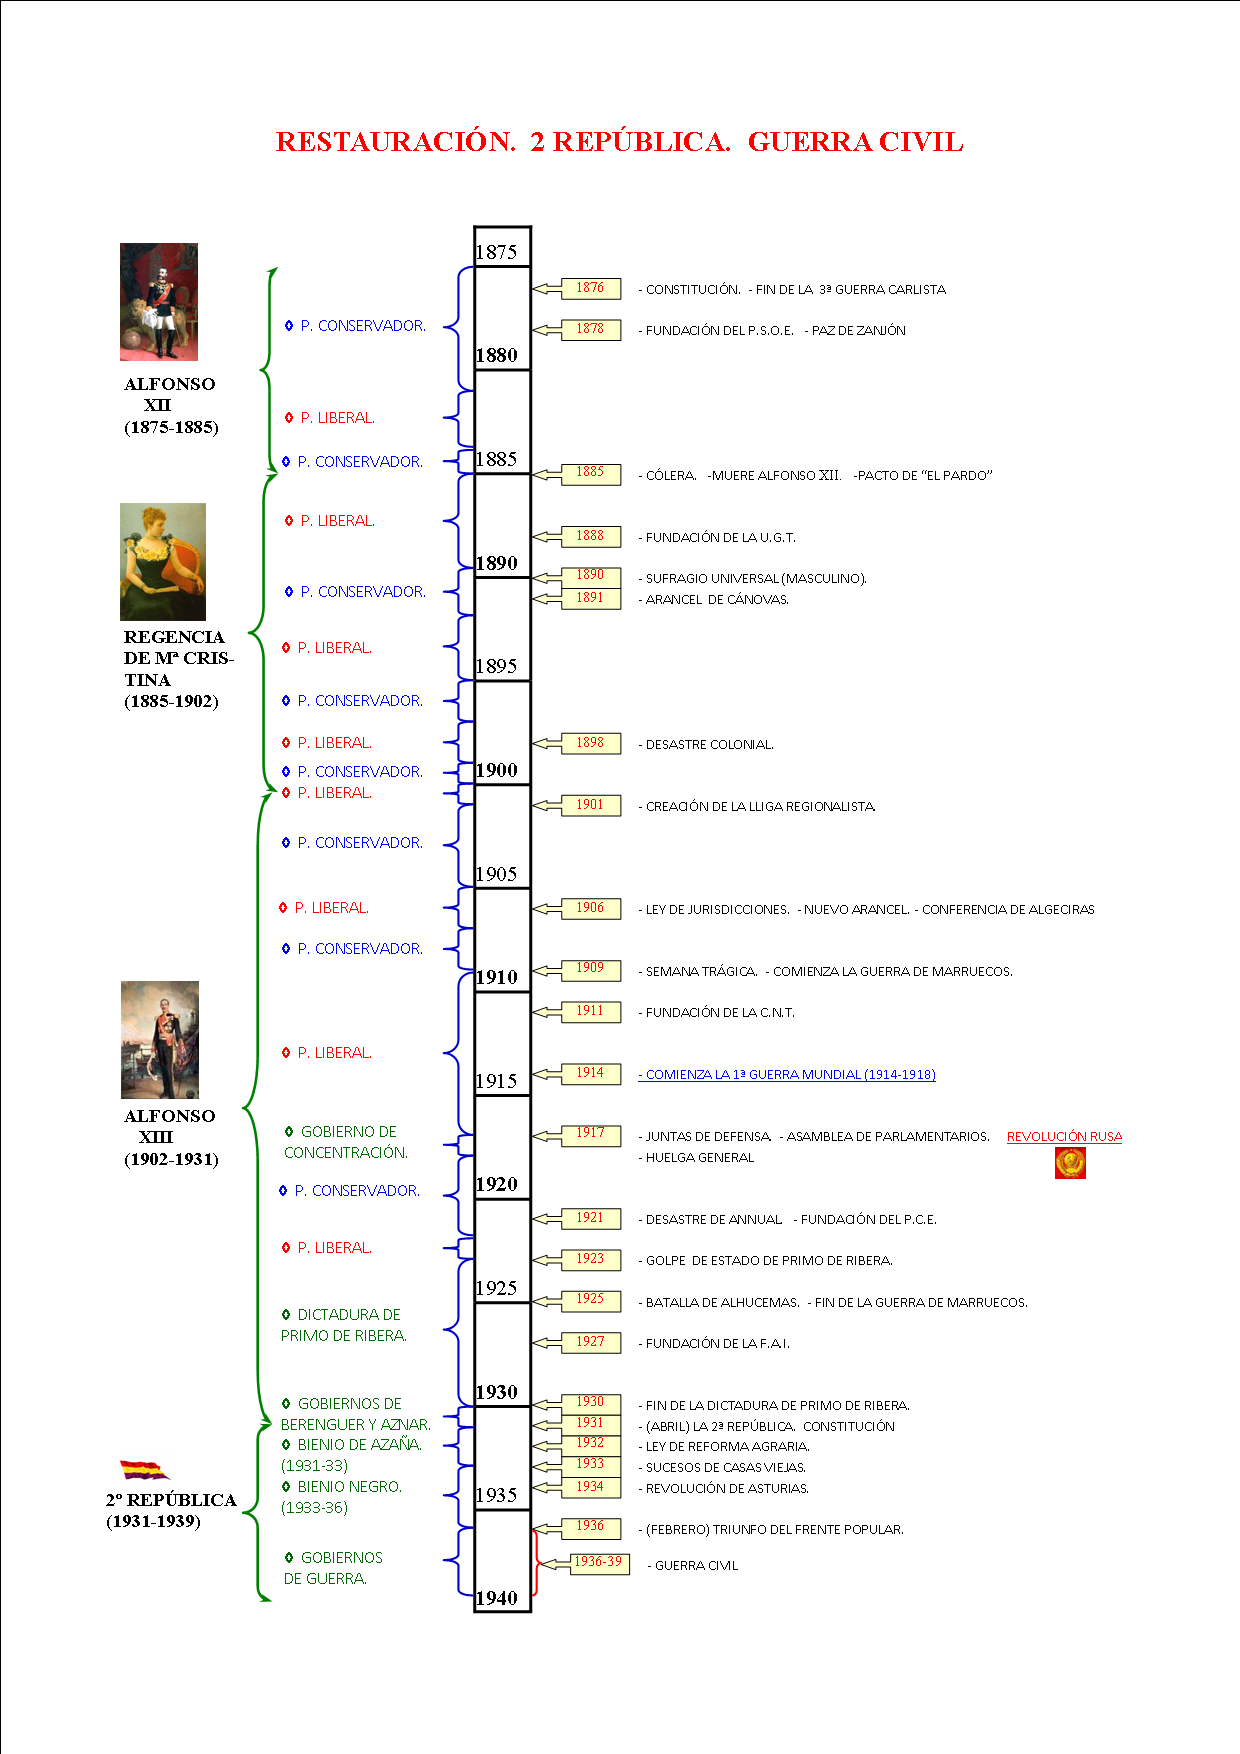 RESTAURACIÓN. 2 REPÚBLICA. GUERRA CIVIL
1875
1876
- CONSTITUCIÓN. - FIN DE LA 3ª GUERRA CARLISTA
P. CONSERVADOR.
1878
- FUNDACIÓN DEL P.S.O.E. - PAZ DE ZANJÓN
1880
ALFONSO
XII
(1875-1885)
P. LIBERAL.
P. CONSERVADOR.
1885
1885
- CÓLERA. -MUERE ALFONSO XII. -PACTO DE “EL PARDO”
P. LIBERAL.
1888
- FUNDACIÓN DE LA U.G.T.
1890
1890
- SUFRAGIO UNIVERSAL (MASCULINO).
P. CONSERVADOR.
1891
- ARANCEL DE CÁNOVAS.
REGENCIA
DE Mª CRIS-
TINA
(1885-1902)
P. LIBERAL.
1895
P. CONSERVADOR.
P. LIBERAL.
1898
- DESASTRE COLONIAL.
P. CONSERVADOR.
1900
P. LIBERAL.
1901
- CREACIÓN DE LA LLIGA REGIONALISTA.
P. CONSERVADOR.
1905
P. LIBERAL.
1906
- LEY DE JURISDICCIONES. - NUEVO ARANCEL. - CONFERENCIA DE ALGECIRAS
P. CONSERVADOR.
1910
1909
- SEMANA TRÁGICA. - COMIENZA LA GUERRA DE MARRUECOS.
1911
- FUNDACIÓN DE LA C.N.T.
P. LIBERAL.
1915
1914
- COMIENZA LA 1ª GUERRA MUNDIAL (1914-1918)
ALFONSO
XIII
(1902-1931)
GOBIERNO DE
CONCENTRACIÓN.
1917
- JUNTAS DE DEFENSA. - ASAMBLEA DE PARLAMENTARIOS. REVOLUCIÓN RUSA
- HUELGA GENERAL
P. CONSERVADOR.
1920
1921
- DESASTRE DE ANNUAL. - FUNDACIÓN DEL P.C.E.
P. LIBERAL.
1923
- GOLPE DE ESTADO DE PRIMO DE RIBERA.
1925
1925
- BATALLA DE ALHUCEMAS. - FIN DE LA GUERRA DE MARRUECOS.
DICTADURA DE
PRIMO DE RIBERA.
1927
- FUNDACIÓN DE LA F.A.I.
1930
1930
- FIN DE LA DICTADURA DE PRIMO DE RIBERA.
GOBIERNOS DE
BERENGUER Y AZNAR.
1931
- (ABRIL) LA 2ª REPÚBLICA. CONSTITUCIÓN
BIENIO DE AZAÑA.
(1931-33)
1932
- LEY DE REFORMA AGRARIA.
1933
- SUCESOS DE CASAS VIEJAS.
BIENIO NEGRO.
(1933-36)
1934
- REVOLUCIÓN DE ASTURIAS.
1935
2º REPÚBLICA
(1931-1939)
1936
- (FEBRERO) TRIUNFO DEL FRENTE POPULAR.
GOBIERNOS
DE GUERRA.
1936-39
- GUERRA CIVIL
1940